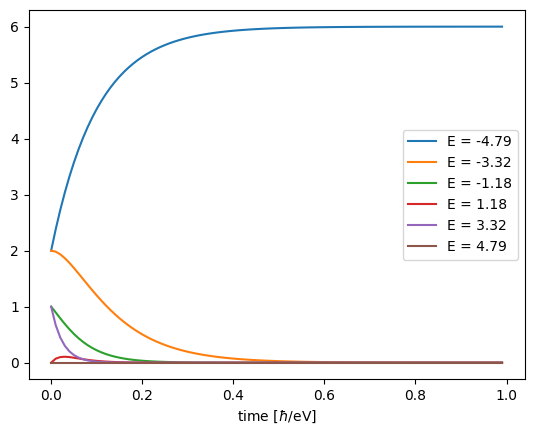 6
5
4
3
2
1
0
E = -4.79
E = -3.32
E = -1.18
E = 1.18
E = 3.32
E = 4.79
0.0 0.2 0.4 0.6 0.8 1.0
time [ℏ/eV]